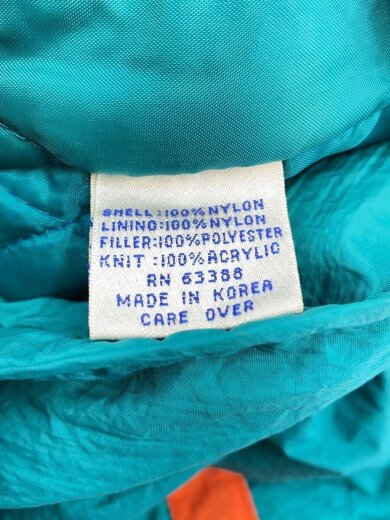 SHELL:100%NYLON
LINING:100%NYLON
FILLER:100%POLYESTER
KNIT :100%ACRYLIC
RN 63388
MADE IN KOREA
CARE OVER